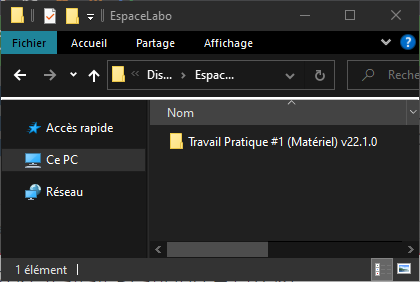 EspaceLabo
Fichier Accueil Partage Affichage
Dis... Espac... Reche
Nom
Accès rapide
Travail Pratique #1 (Matériel) v22.1.0
Ce PC
Réseau
1 élément